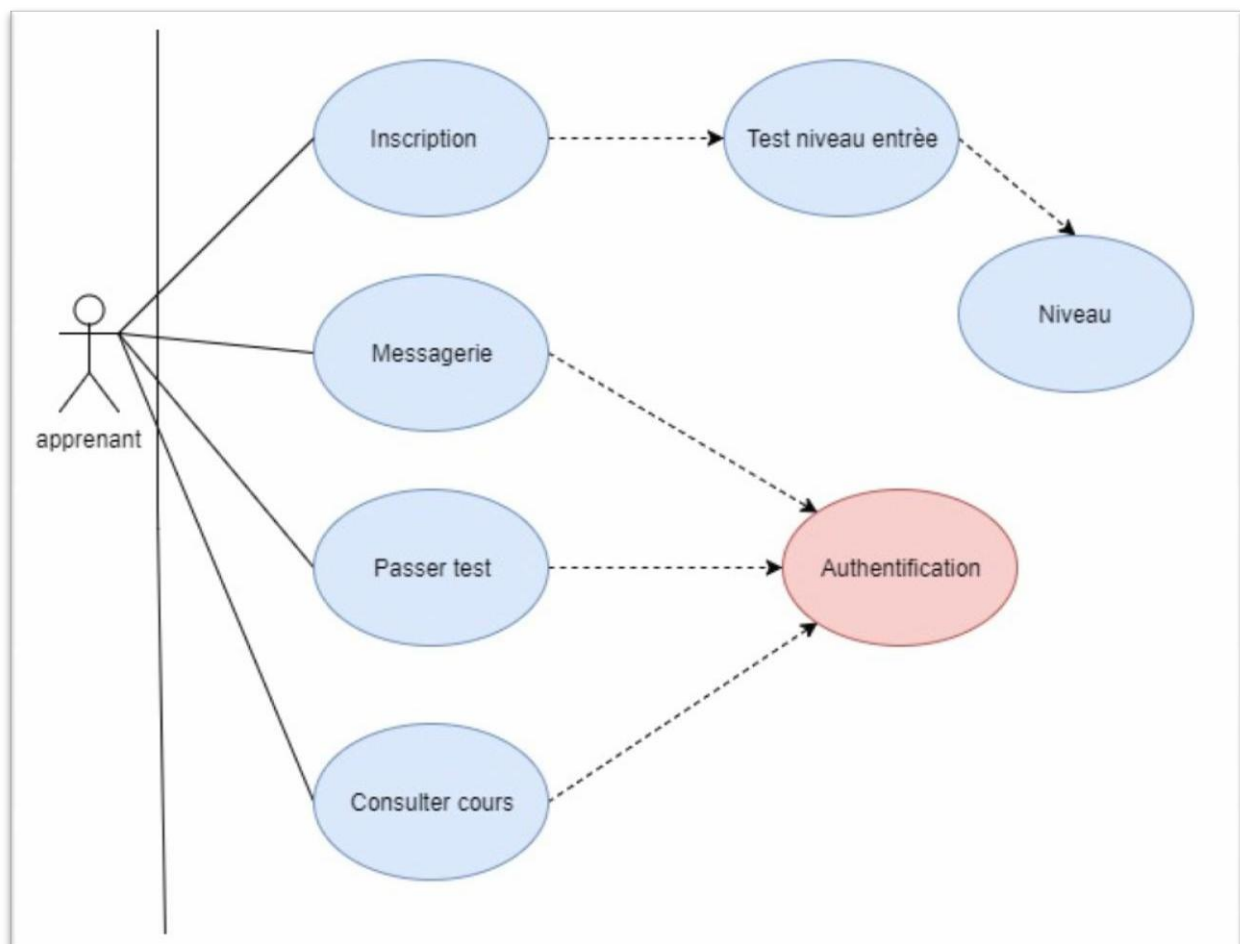 Inscription
Test niveau entrèe
Niveau
Messagerie
apprenant
Passer test
Authentification
Consulter cours